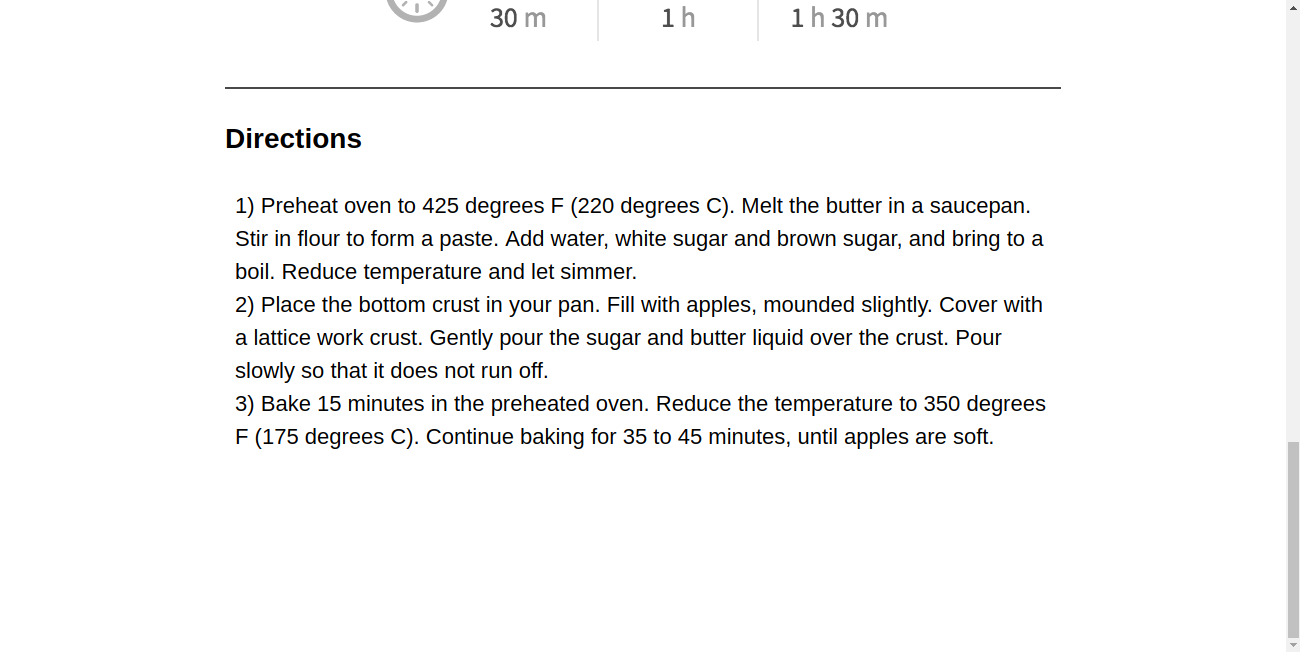 30 m 1 h 1 h 30 m
Directions
1) Preheat oven to 425 degrees F (220 degrees C). Melt the butter in a saucepan.
Stir in flour to form a paste. Add water, white sugar and brown sugar, and bring to a
boil. Reduce temperature and let simmer.
2) Place the bottom crust in your pan. Fill with apples, mounded slightly. Cover with
a lattice work crust. Gently pour the sugar and butter liquid over the crust. Pour
slowly so that it does not run off.
3) Bake 15 minutes in the preheated oven. Reduce the temperature to 350 degrees
F (175 degrees C). Continue baking for 35 to 45 minutes, until apples are soft.